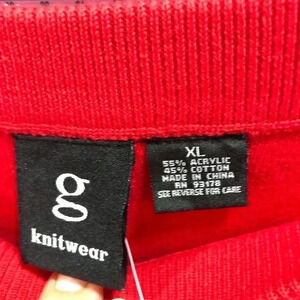 g
knitwear
XL
55% ACRYLIC
45% COTTON
MADE IN CHINA
RN 93178
SEE REVERSE FOR CARE